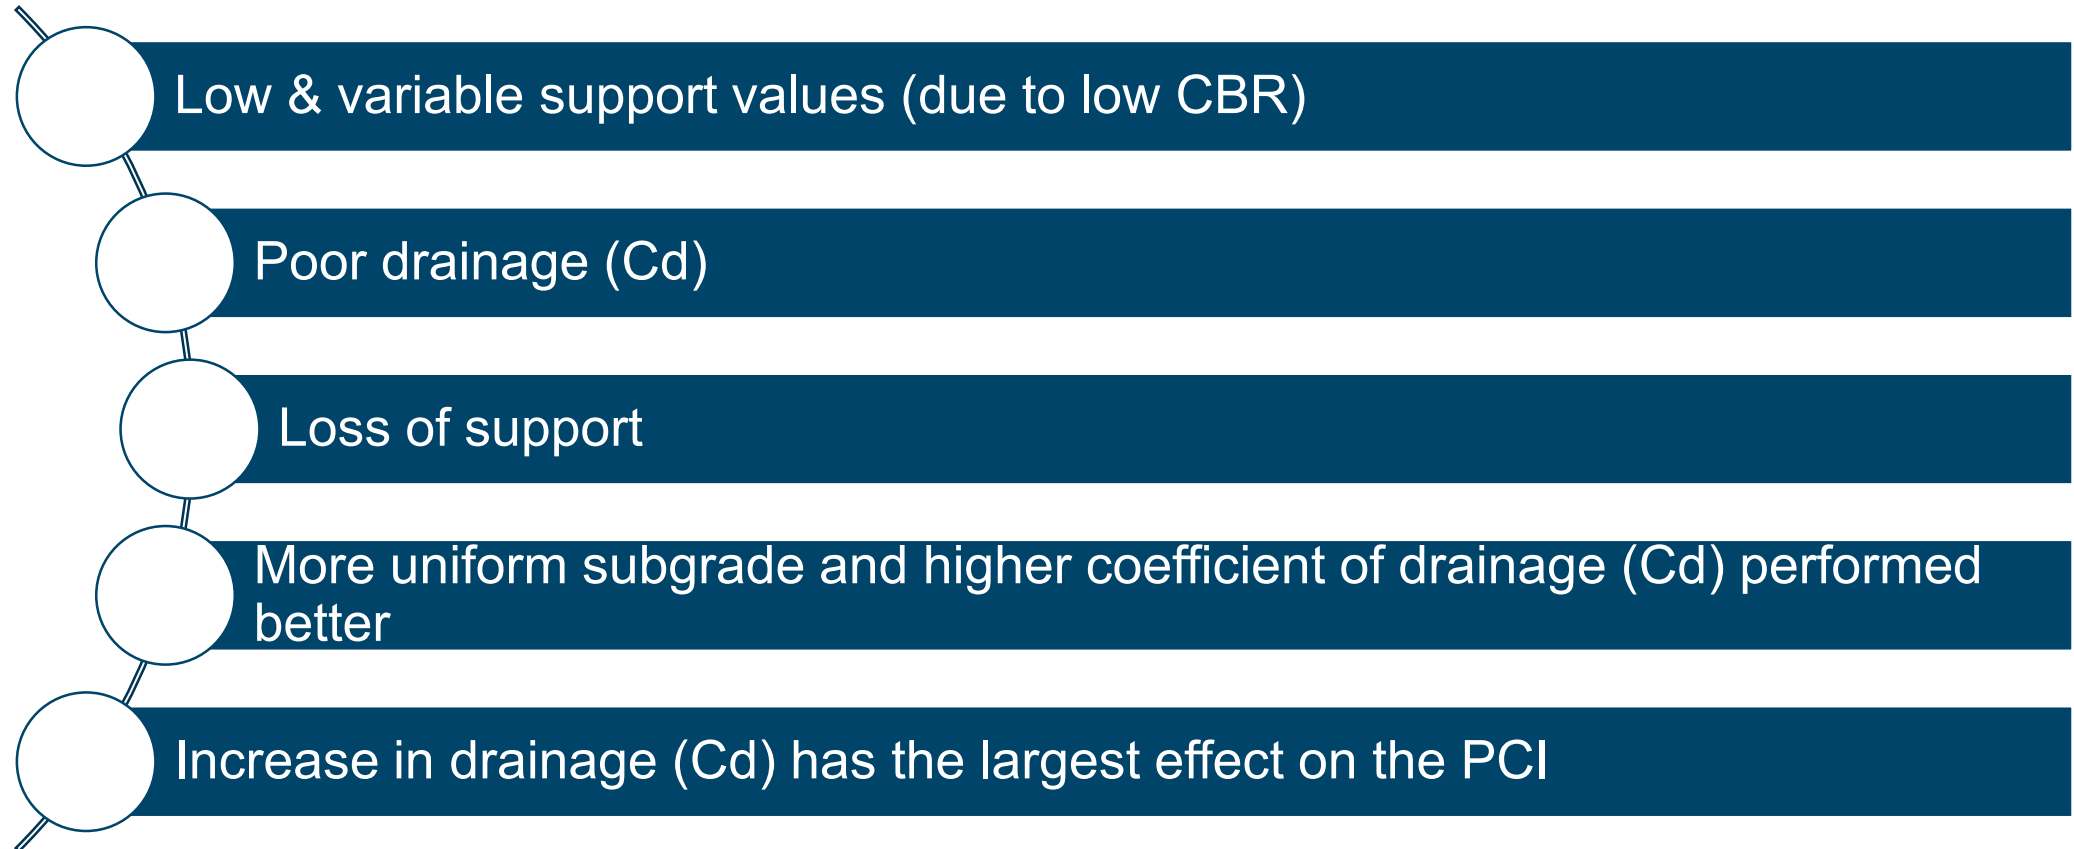 Low & variable support values (due to low CBR)
Poor drainage (Cd)
Loss of support
More uniform subgrade and higher coefficient of drainage (Cd) performed
better
Increase in drainage (Cd) has the largest effect on the PCI